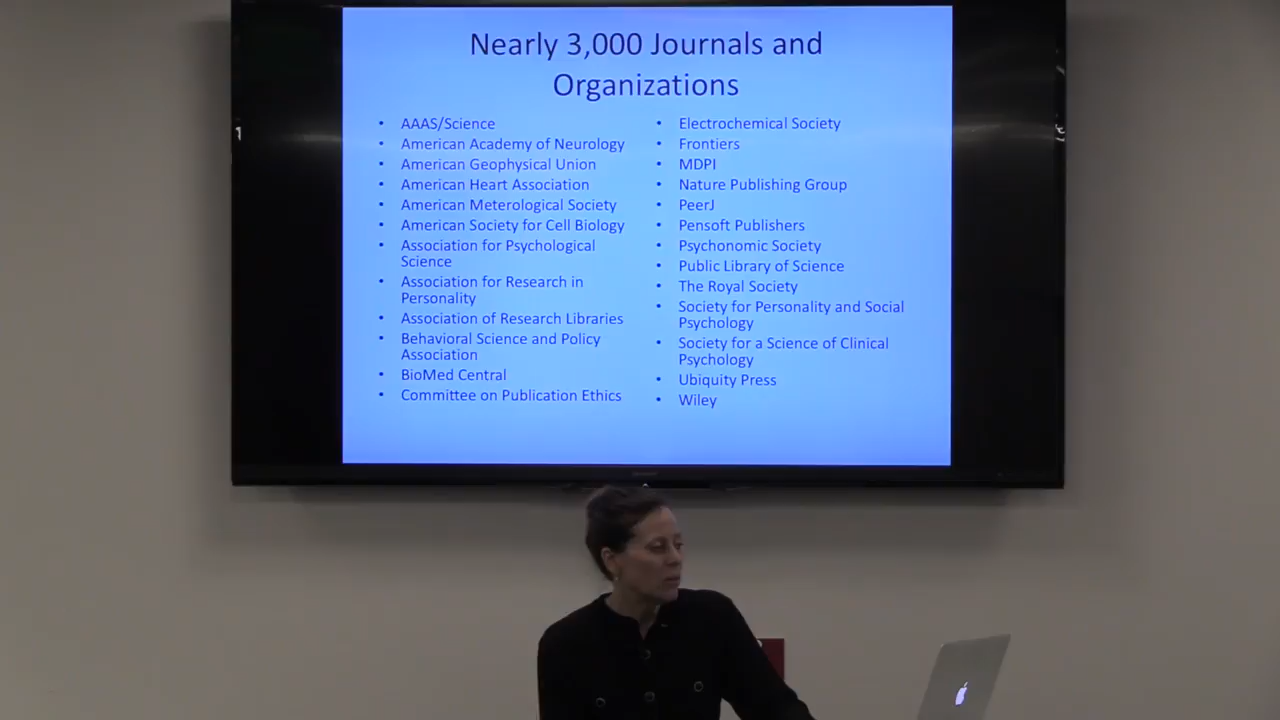 Nearly 3,000 Journals and
Organizations
• AAAS/Science
• American Academy of Neurology
• American Geophysical Union
• American Heart Association
• American Meterological Society
• American Society for Cell Biology
• Association for Psychological
Science
• Association for Research in
Personality
• Association of Research Libraries
• Behavioral Science and Policy
Association
• BioMed Central
• Committee on Publication Ethics
• Electrochemical Society
• Frontiers
• MDPI
• Nature Publishing Group
• PeerJ
• Pensoft Publishers
• Psychonomic Society
• Public Library of Science
• The Royal Society
• Society for Personality and Social
Psychology
• Society for a Science of Clinical
Psychology
• Ubiquity Press
• Wiley